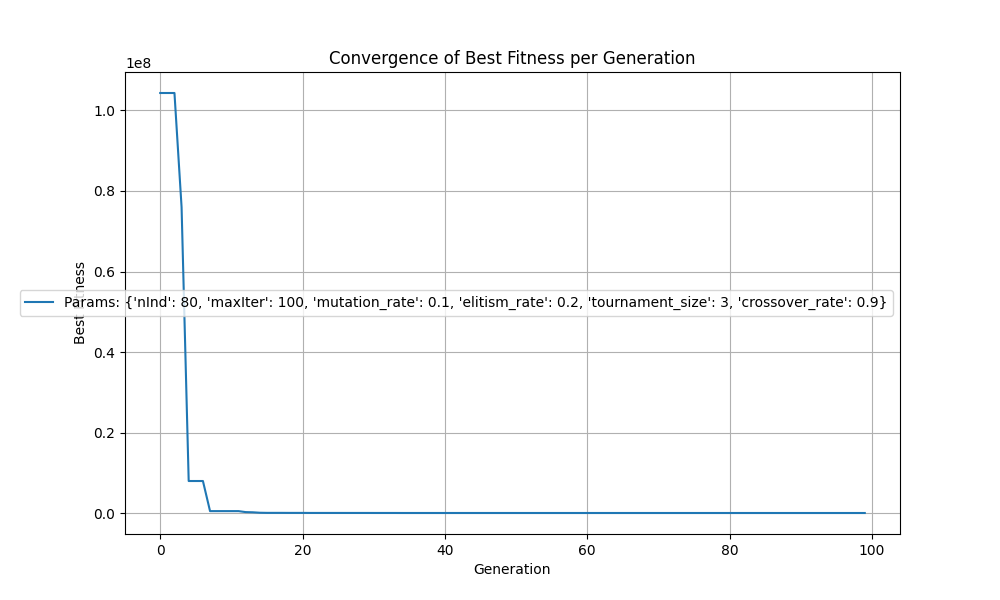 Convergence of Best Fitness per Generation
1e8
1.0
0.8
0.6
0.4
0.2
0.0
Best Fitness
Params: {'nInd': 80, 'maxIter': 100, 'mutation_rate': 0.1, 'elitism_rate': 0.2, 'tournament_size': 3, 'crossover_rate': 0.9}
0 20 40 60 80 100
Generation